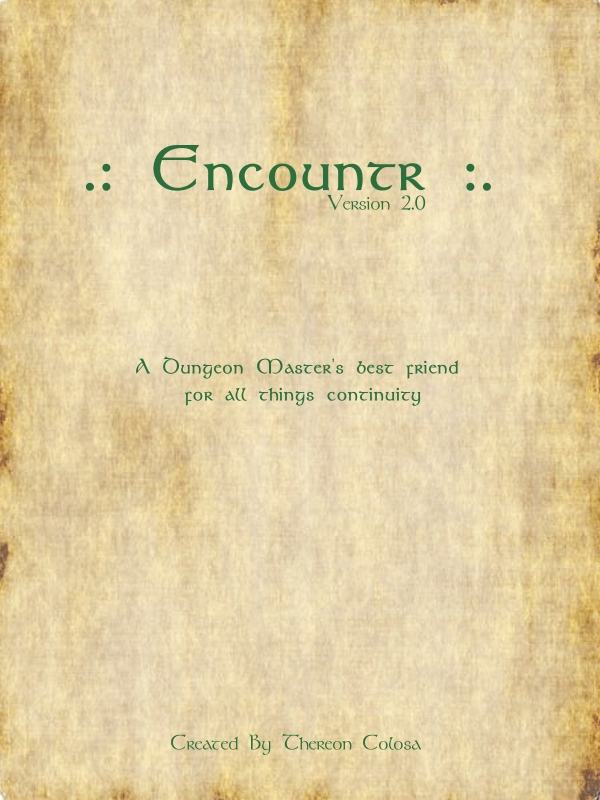 .: Encountr :.
Version 2.0
A Dungeon Master's best friend
for all things continuity
Created By Thereon Colosa